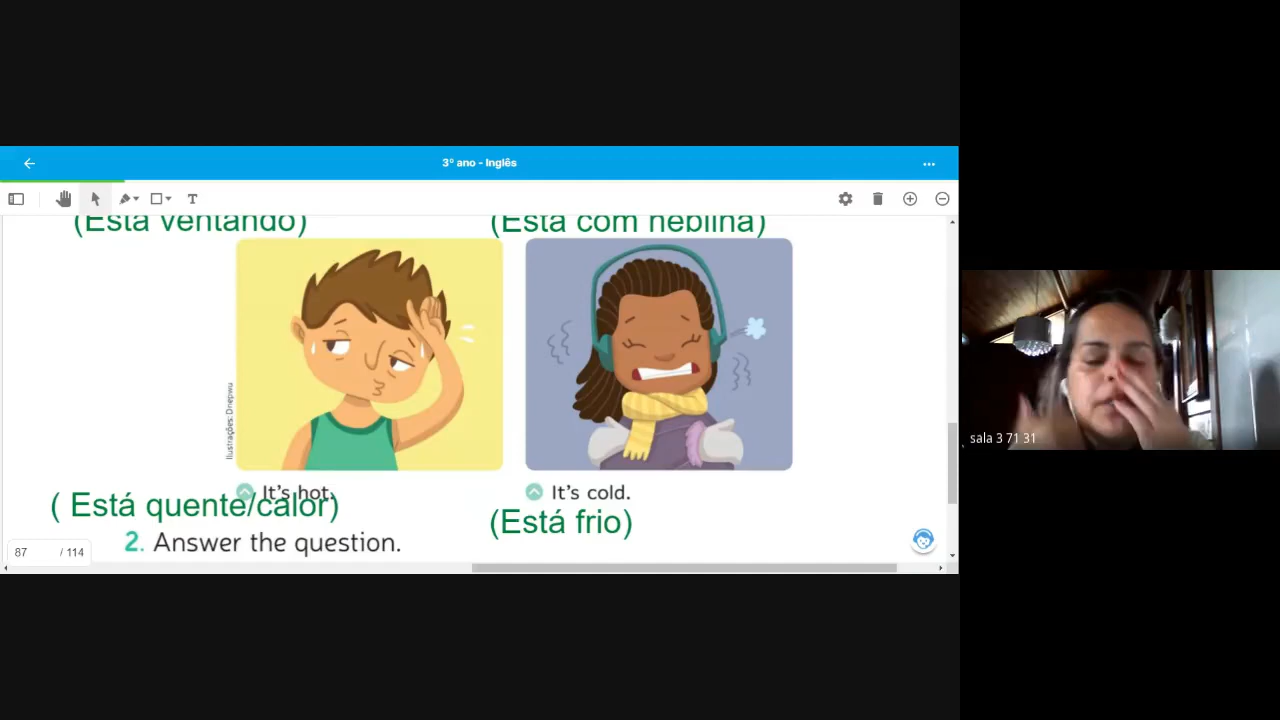 3º ano - Inglês
(Está ventando)
(Está com neblina)
Ilustrações: Dnepwu
It's hot.
It's cold.
( Está quente/calor)
(Está frio)
2. Answer the question.
87 / 114
sala 3 71 31